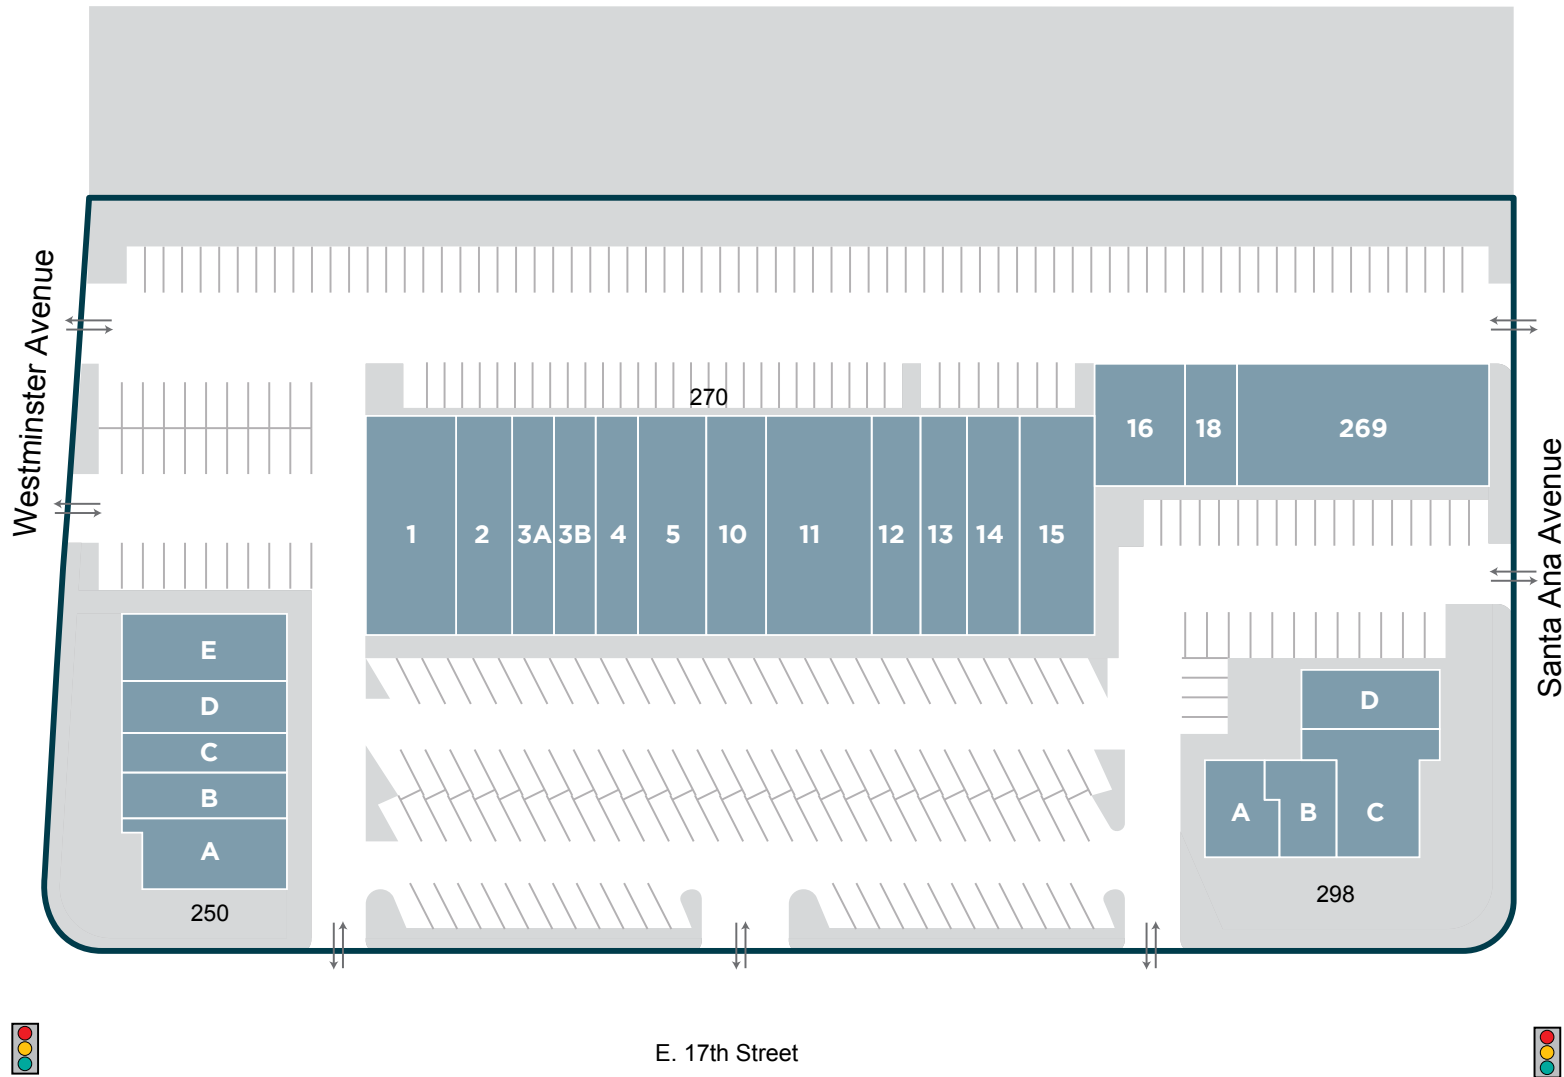 Westminster Avenue
270
16 18 269
1 2 3A 3B 4 5 10 11 12 13 14 15
Santa Ana Avenue
E
D
C
B
A
250
D
A B C
298
E. 17th Street